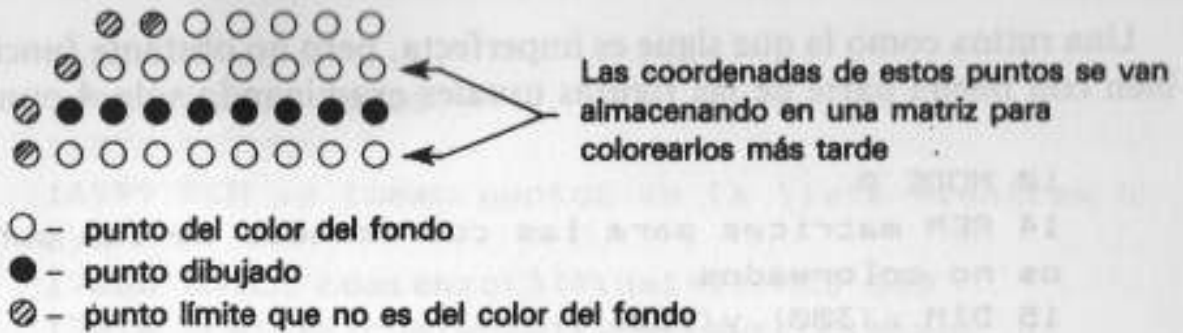 Las coordenadas de estos puntos se van
almacenando en una matriz para
colorearlos más tarde
○ – punto del color del fondo
● – punto dibujado
⊘ – punto límite que no es del color del fondo